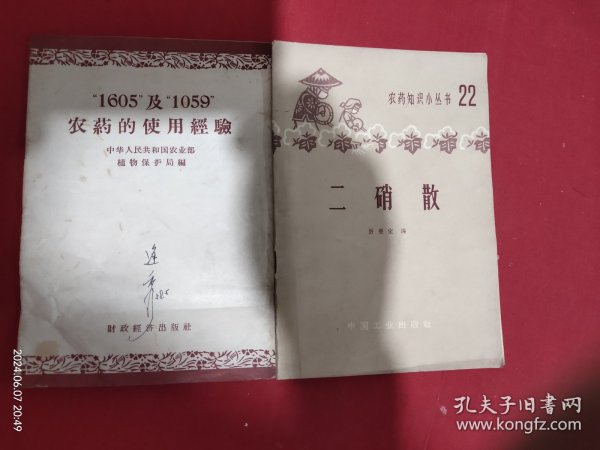 “1605”及“1059”
农葯的使用經驗
中华人民共和国农业部
植物保护局編
財政經济出版社
农药知识小丛书 22
二硝散
编
中国工业出版社
2024.06.07 20:49
孔夫子旧书网
www.kongfz.com